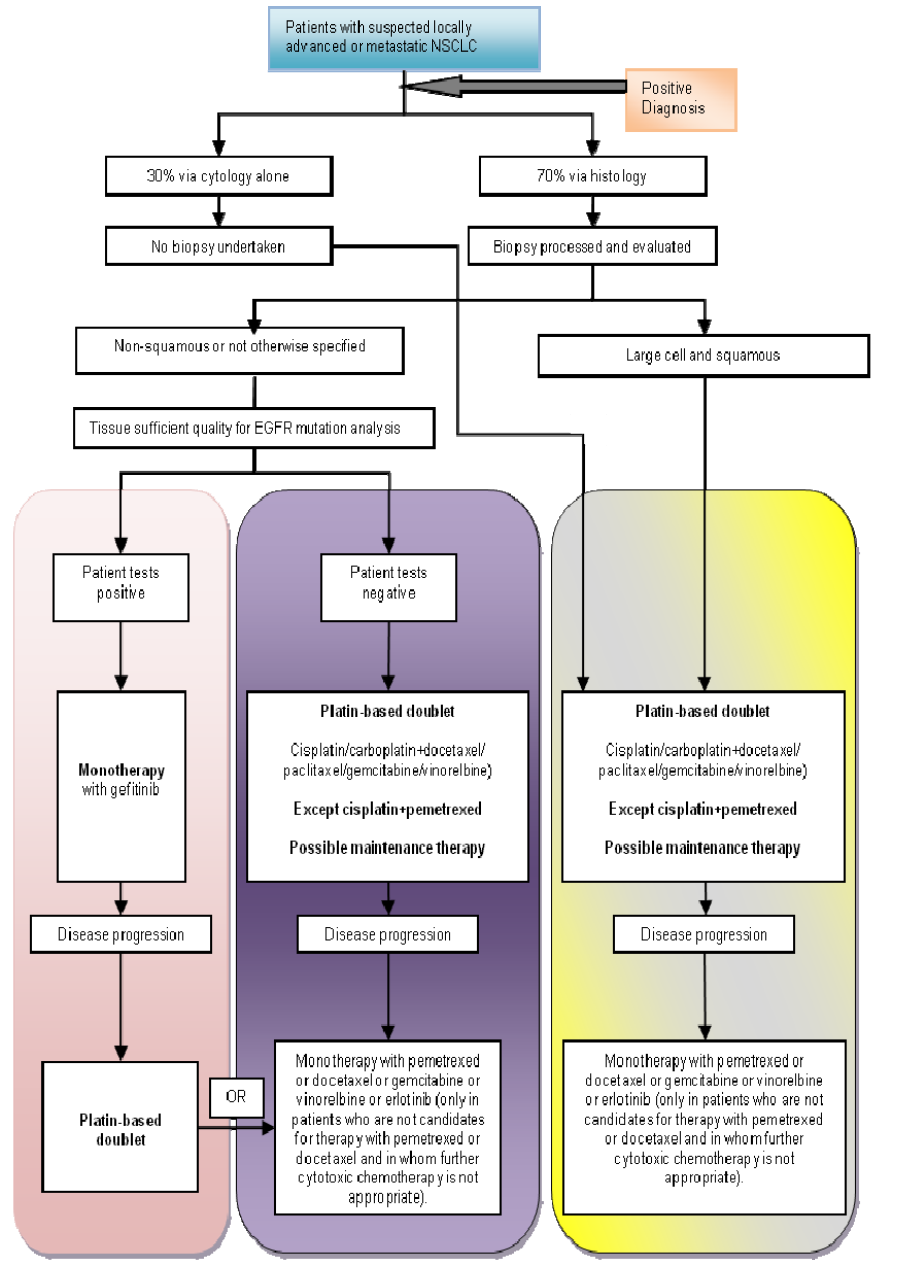 Patients with suspected locally
advanced or metastatic NSCLC
Positive
Diagnosis
30% via cytology alone
70% via histology
No biopsy undertaken
Biopsy processed and evaluated
Non-squamous or not otherwise specified
Large cell and squamous
Tissue sufficient quality for EGFR mutation analysis
Patient tests
positive
Patient tests
negative
Monotherapy
with gefitinib
Platin-based doublet
Cisplatin/carboplatin+docetaxel/
paclitaxel/gemcitabine/vinorelbine)
Except cisplatin+pemetrexed
Possible maintenance therapy
Platin-based doublet
Cisplatin/carboplatin+docetaxel/
paclitaxel/gemcitabine/vinorelbine)
Except cisplatin+pemetrexed
Possible maintenance therapy
Disease progression
Disease progression
Disease progression
Platin-based
doublet
OR
Monotherapy with pemetrexed
or docetaxel or gemcitabine or
vinorelbine or erlotinib (only in
patients who are not candidates
for therapy with pemetrexed or
docetaxel and in whom further
cytotoxic chemotherapy is not
appropriate).
Monotherapy with pemetrexed or
docetaxel or gemcitabine or vinorelbine
or erlotinib (only in patients who are not
candidates for therapy with pemetrexed
or docetaxel and in whom further
cytotoxic chemotherapy is not
appropriate).